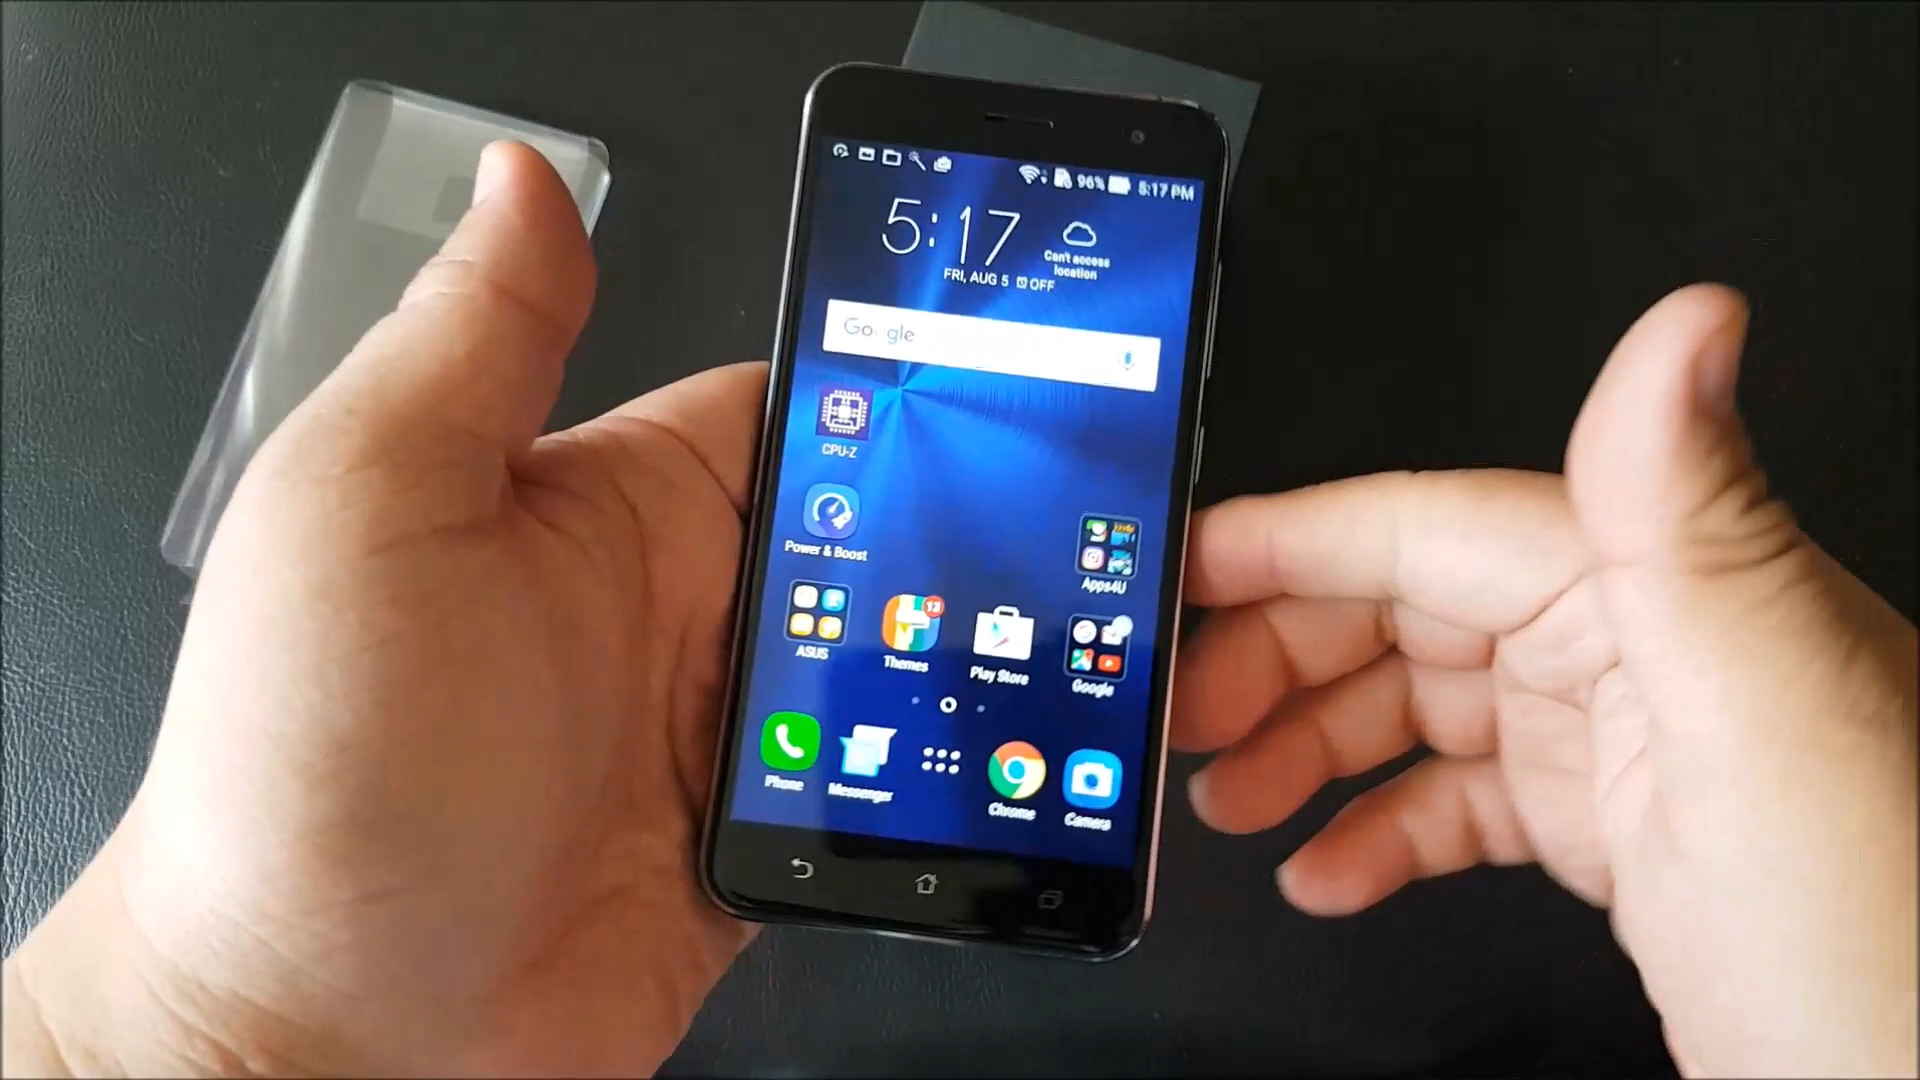 96% 5:17 PM
5:17
Can't access
location
FRI, AUG 5 OFF
Google
CPU-Z
Power & Boost
Apps4U
13
ASUS
Themes
Play Store
Google
Phone
Messenger
Chrome
Camera